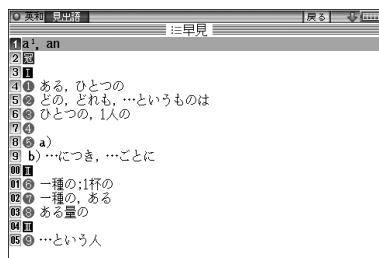 英和 見出語 戻る
早見
1 a¹, an
2 冠
3 I
4 ❶ ある, ひとつの
5 ❷ どの, どれも, …というものは
6 ❸ ひとつの, 1人の
7 ❹
8 ❺ a)
9 b) …につき, …ごとに
00 II
01 ❻ 一種の;1杯の
02 ❼ 一種の, ある
03 ❽ ある量の
04 III
05 ❾ …という人